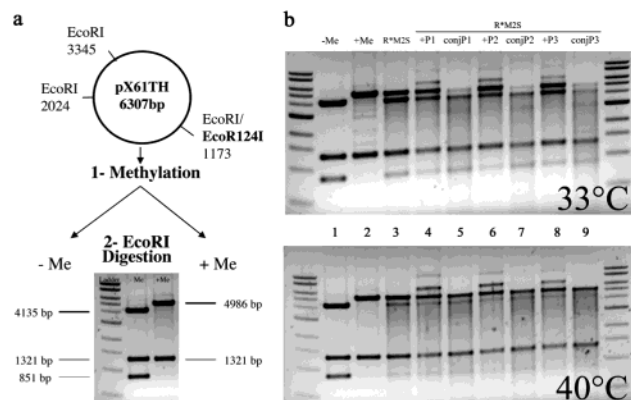 a
EcoRI
3345
EcoRI
2024
pX61TH
6307bp
EcoRI/
EcoR124I
1173
1- Methylation
- Me
2- EcoRI
Digestion
+ Me
Ladder - Me +Me
4135 bp
4986 bp
1321 bp
1321 bp
851 bp
b
R*M2S
-Me +Me R*M2S +P1 conjP1 +P2 conjP2 +P3 conjP3
33°C
1 2 3 4 5 6 7 8 9
40°C